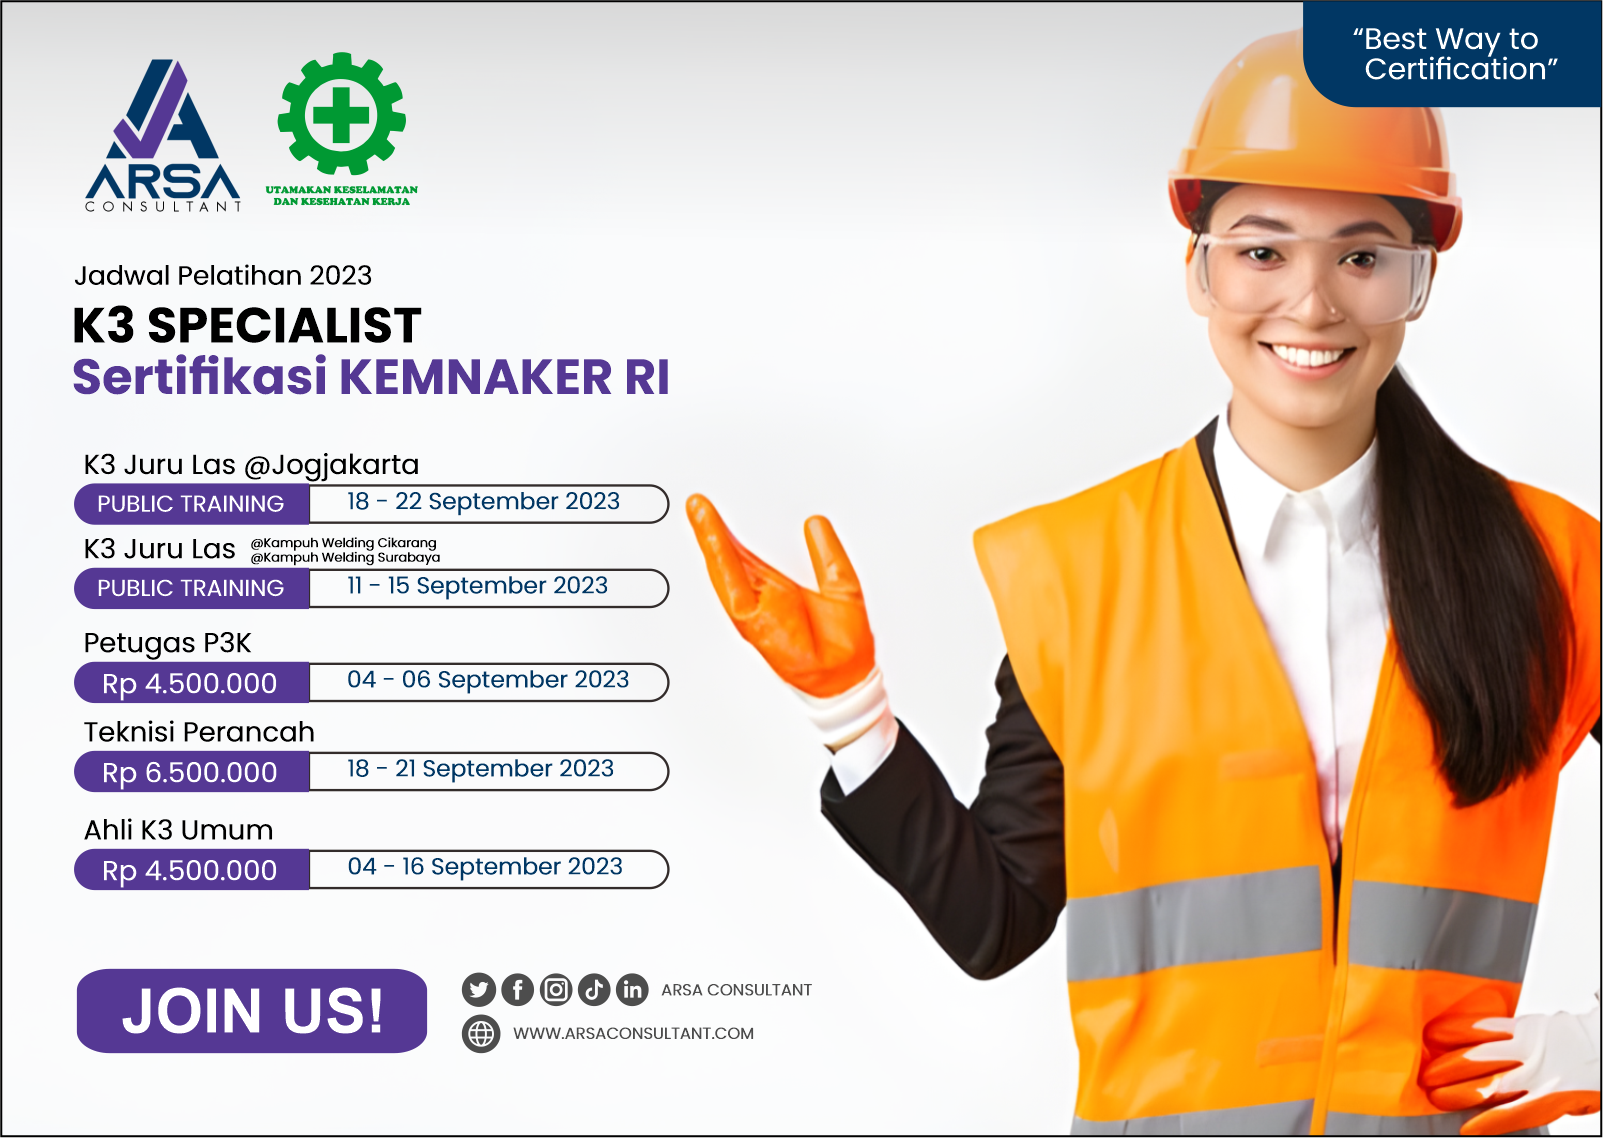 "Best Way to
Certification"
ARSA
CONSULTANT
UTAMAKAN KESELAMATAN
DAN KESEHATAN KERJA
Jadwal Pelatihan 2023
K3 SPECIALIST
Sertifikasi KEMNAKER RI
K3 Juru Las @Jogjakarta
PUBLIC TRAINING 18 - 22 September 2023
K3 Juru Las @Kampuh Welding Cikarang
@Kampuh Welding Surabaya
PUBLIC TRAINING 11 - 15 September 2023
Petugas P3K
Rp 4.500.000 04 - 06 September 2023
Teknisi Perancah
Rp 6.500.000 18 - 21 September 2023
Ahli K3 Umum
Rp 4.500.000 04 - 16 September 2023
JOIN US!
ARSA CONSULTANT
WWW.ARSACONSULTANT.COM